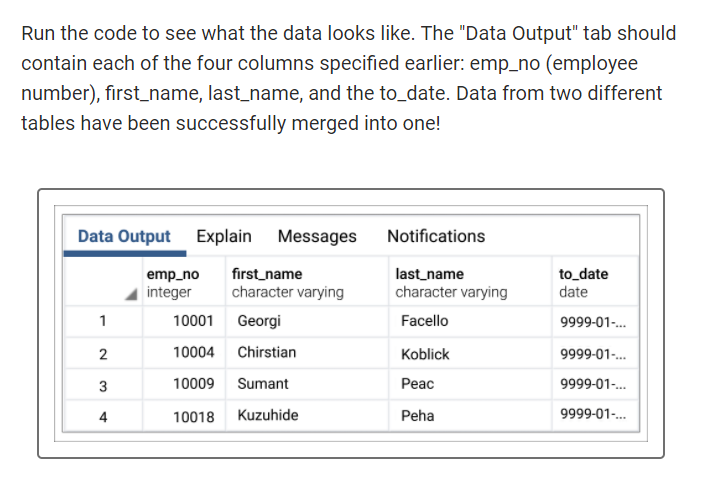 Run the code to see what the data looks like. The "Data Output" tab should
contain each of the four columns specified earlier: emp_no (employee
number), first_name, last_name, and the to_date. Data from two different
tables have been successfully merged into one!
Data Output Explain Messages Notifications
emp_no first_name last_name to_date
integer character varying character varying date
1 10001 Georgi Facello 9999-01-...
2 10004 Chirstian Koblick 9999-01-...
3 10009 Sumant Peac 9999-01-...
4 10018 Kuzuhide Peha 9999-01-...